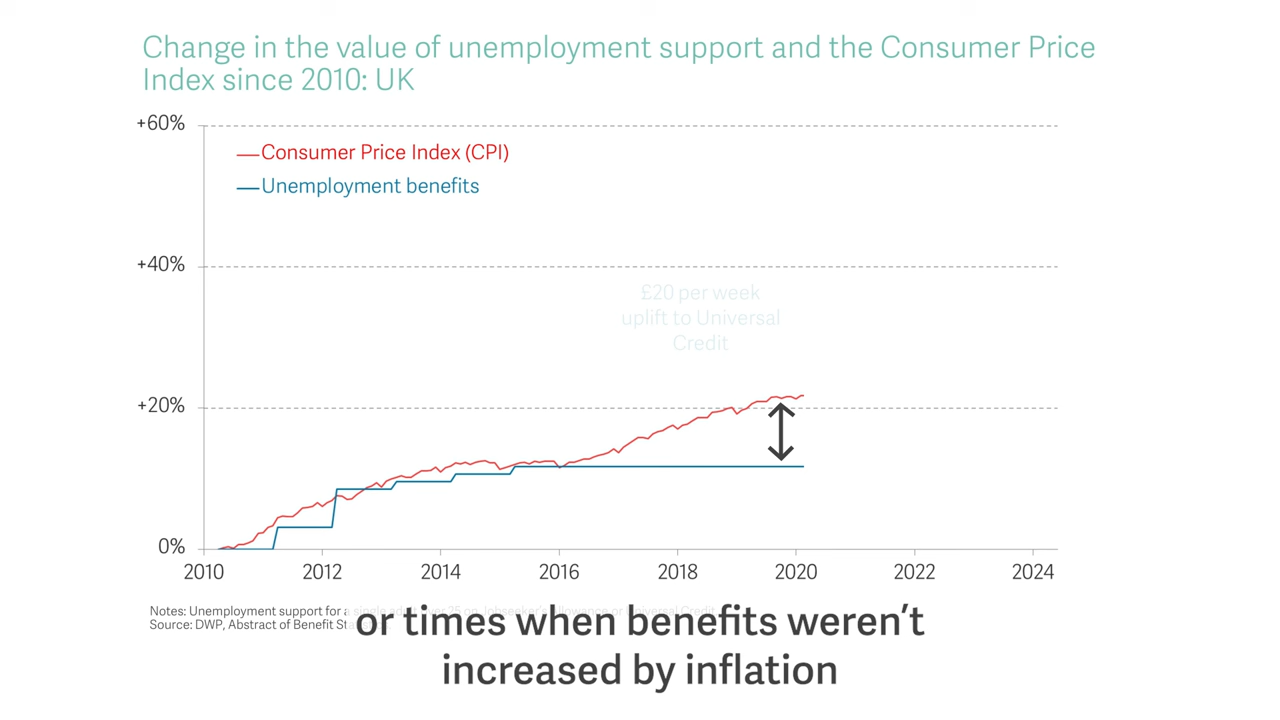 Change in the value of unemployment support and the Consumer Price
Index since 2010: UK
+60%
Consumer Price Index (CPI)
Unemployment benefits
+40%
£20 per week
uplift to Universal
Credit
+20%
0%
2010 2012 2014 2016 2018 2020 2022 2024
Notes: Unemployment support for a
Source: DWP, Abstract of Benefit
or times when benefits weren't
increased by inflation